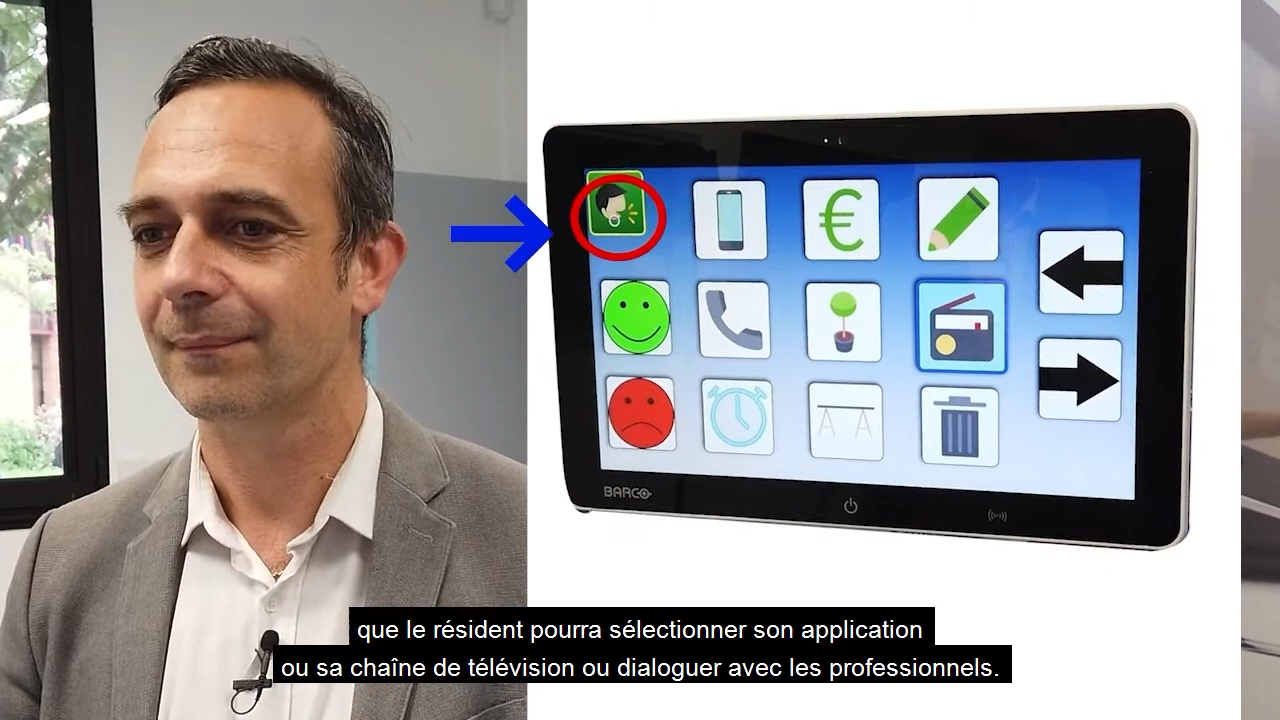 €
BARCO
que le résident pourra sélectionner son application
ou sa chaîne de télévision ou dialoguer avec les professionnels.